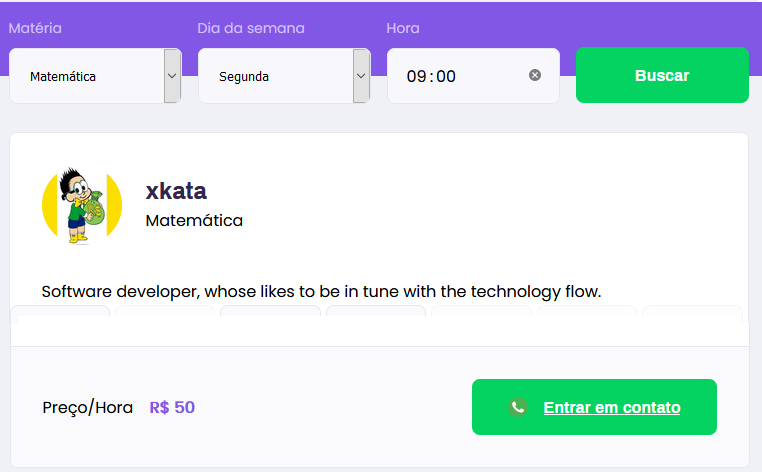 Matéria Dia da semana Hora
Matemática Segunda 09:00 Buscar
xkata
Matemática
Software developer, whose likes to be in tune with the technology flow.
Preço/Hora R$ 50 Entrar em contato